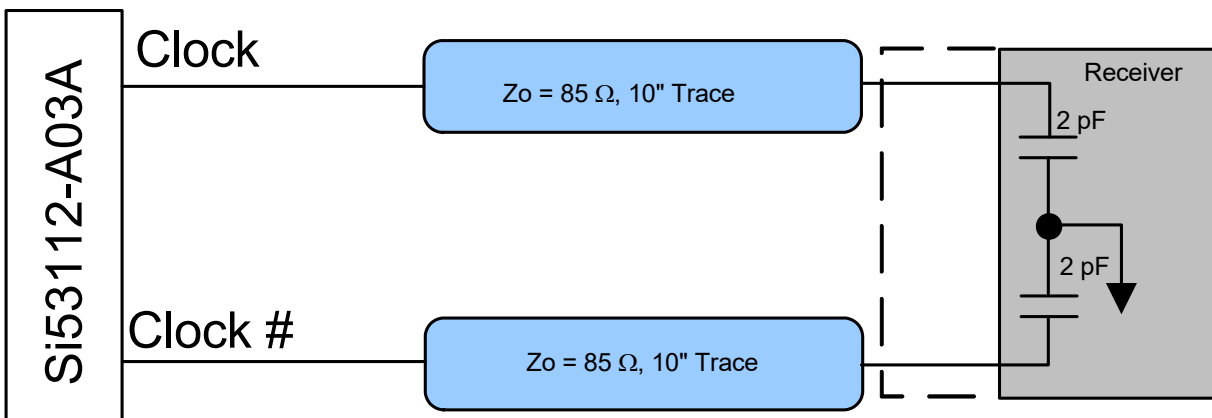 Si53112-A03A
Clock
Zo = 85 Ω, 10" Trace
Receiver
2 pF
2 pF
Clock #
Zo = 85 Ω, 10" Trace